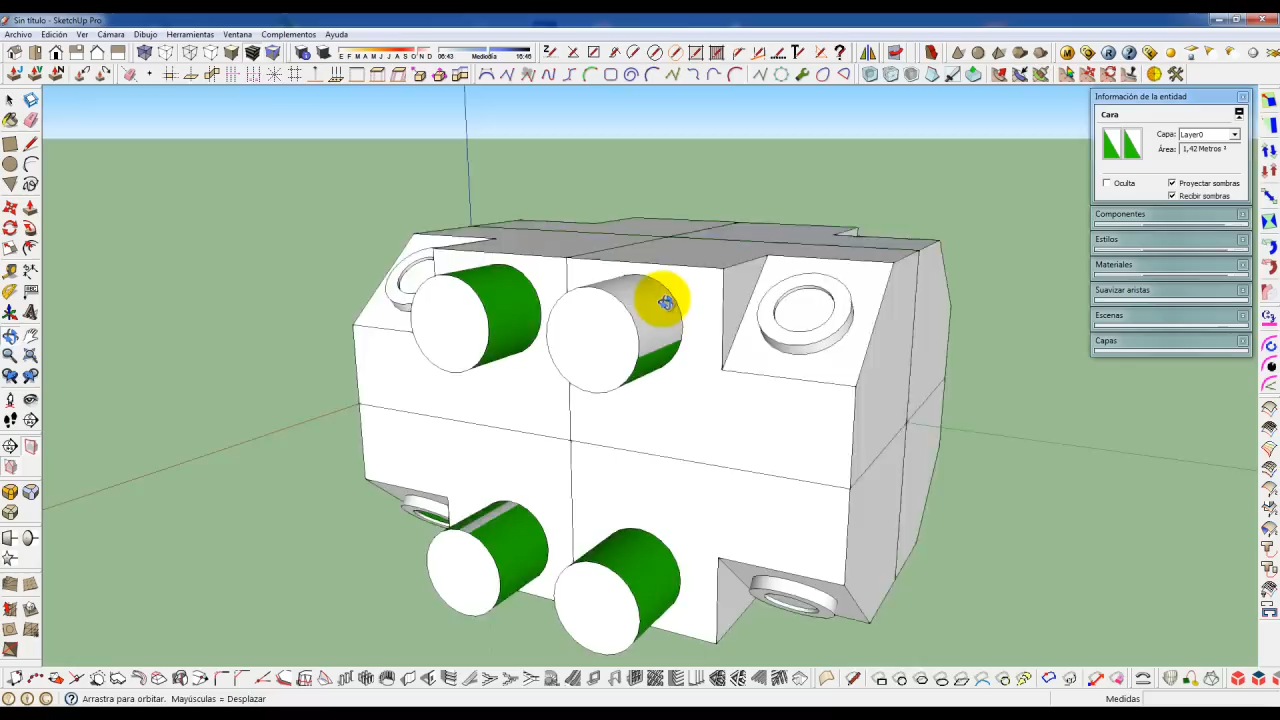 Sin título - SketchUp Pro
Archivo Edición Ver Cámara Dibujo Herramientas Ventana Complementos Ayuda
E F M A M J J A S O N D 06:43 Mediodía 16:46
Información de la entidad
Cara
Capa: Layer0
Área: 1,42 Metros ²
Oculta Proyectar sombras
Recibir sombras
Componentes
Estilos
Materiales
Suavizar aristas
Escenas
Capas
Arrastra para orbitar. Mayúsculas = Desplazar Medidas